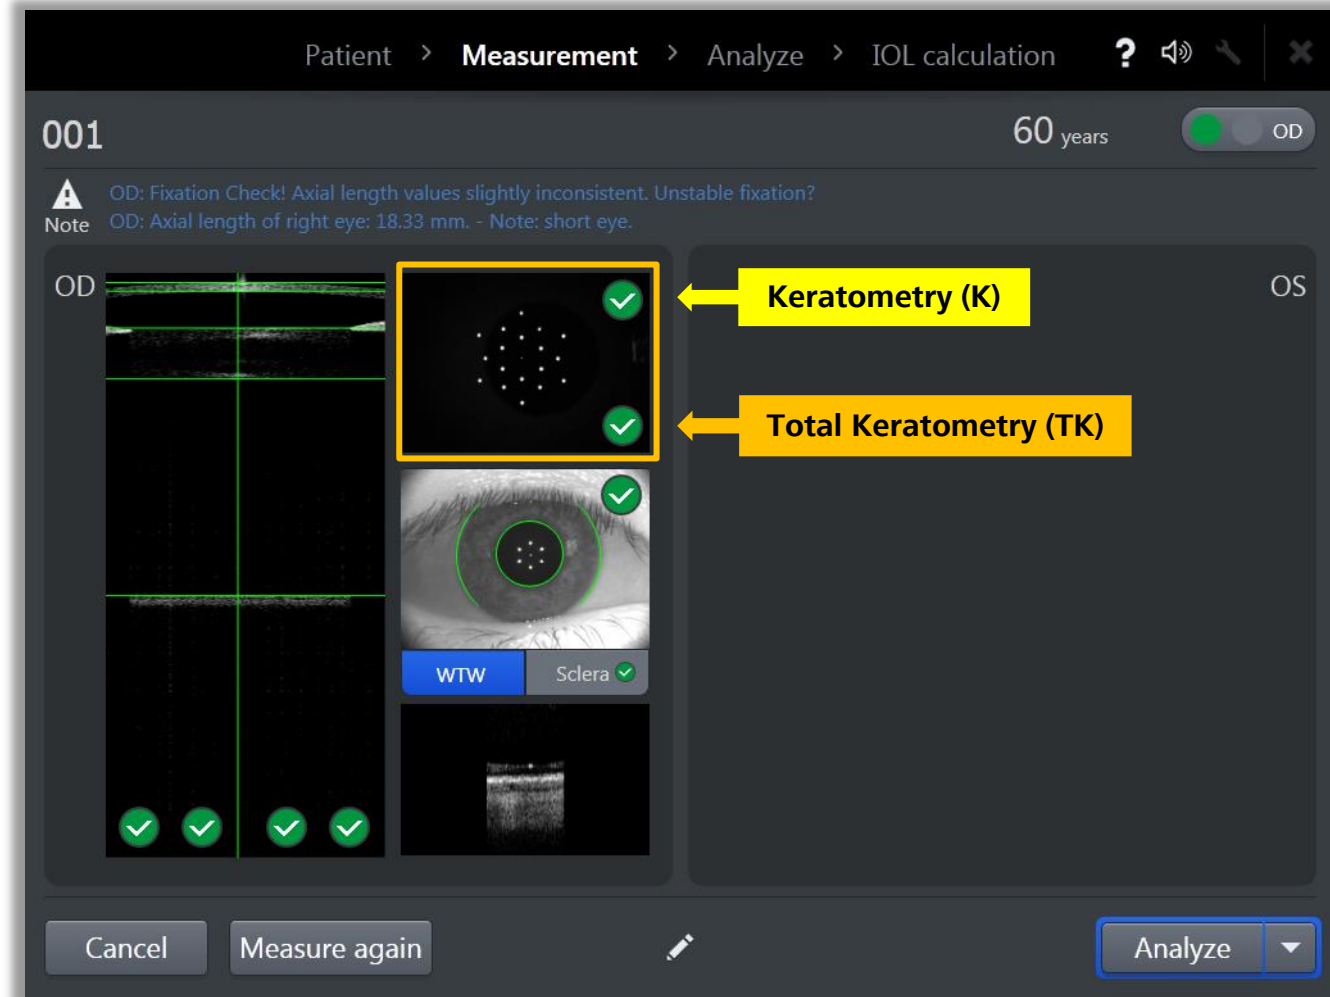 Patient > Measurement > Analyze > IOL calculation ?
001 60 years OD
OD: Fixation Check! Axial length values slightly inconsistent. Unstable fixation?
Note OD: Axial length of right eye: 18.33 mm. - Note: short eye.
OD
OS
Keratometry (K)
Total Keratometry (TK)
WTW Sclera
Cancel Measure again Analyze